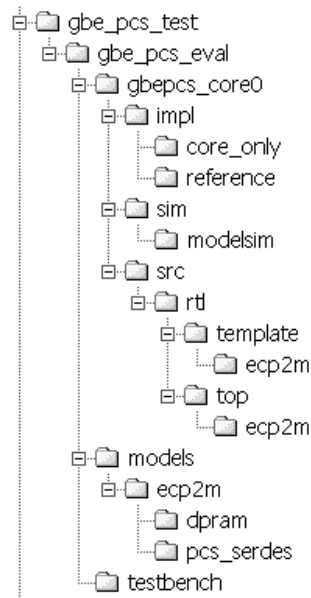 gbe_pcs_test
gbe_pcs_eval
gbepcs_core0
impl
core_only
reference
sim
modelsim
src
rtl
template
ecp2m
top
ecp2m
models
ecp2m
dpram
pcs_serdes
testbench